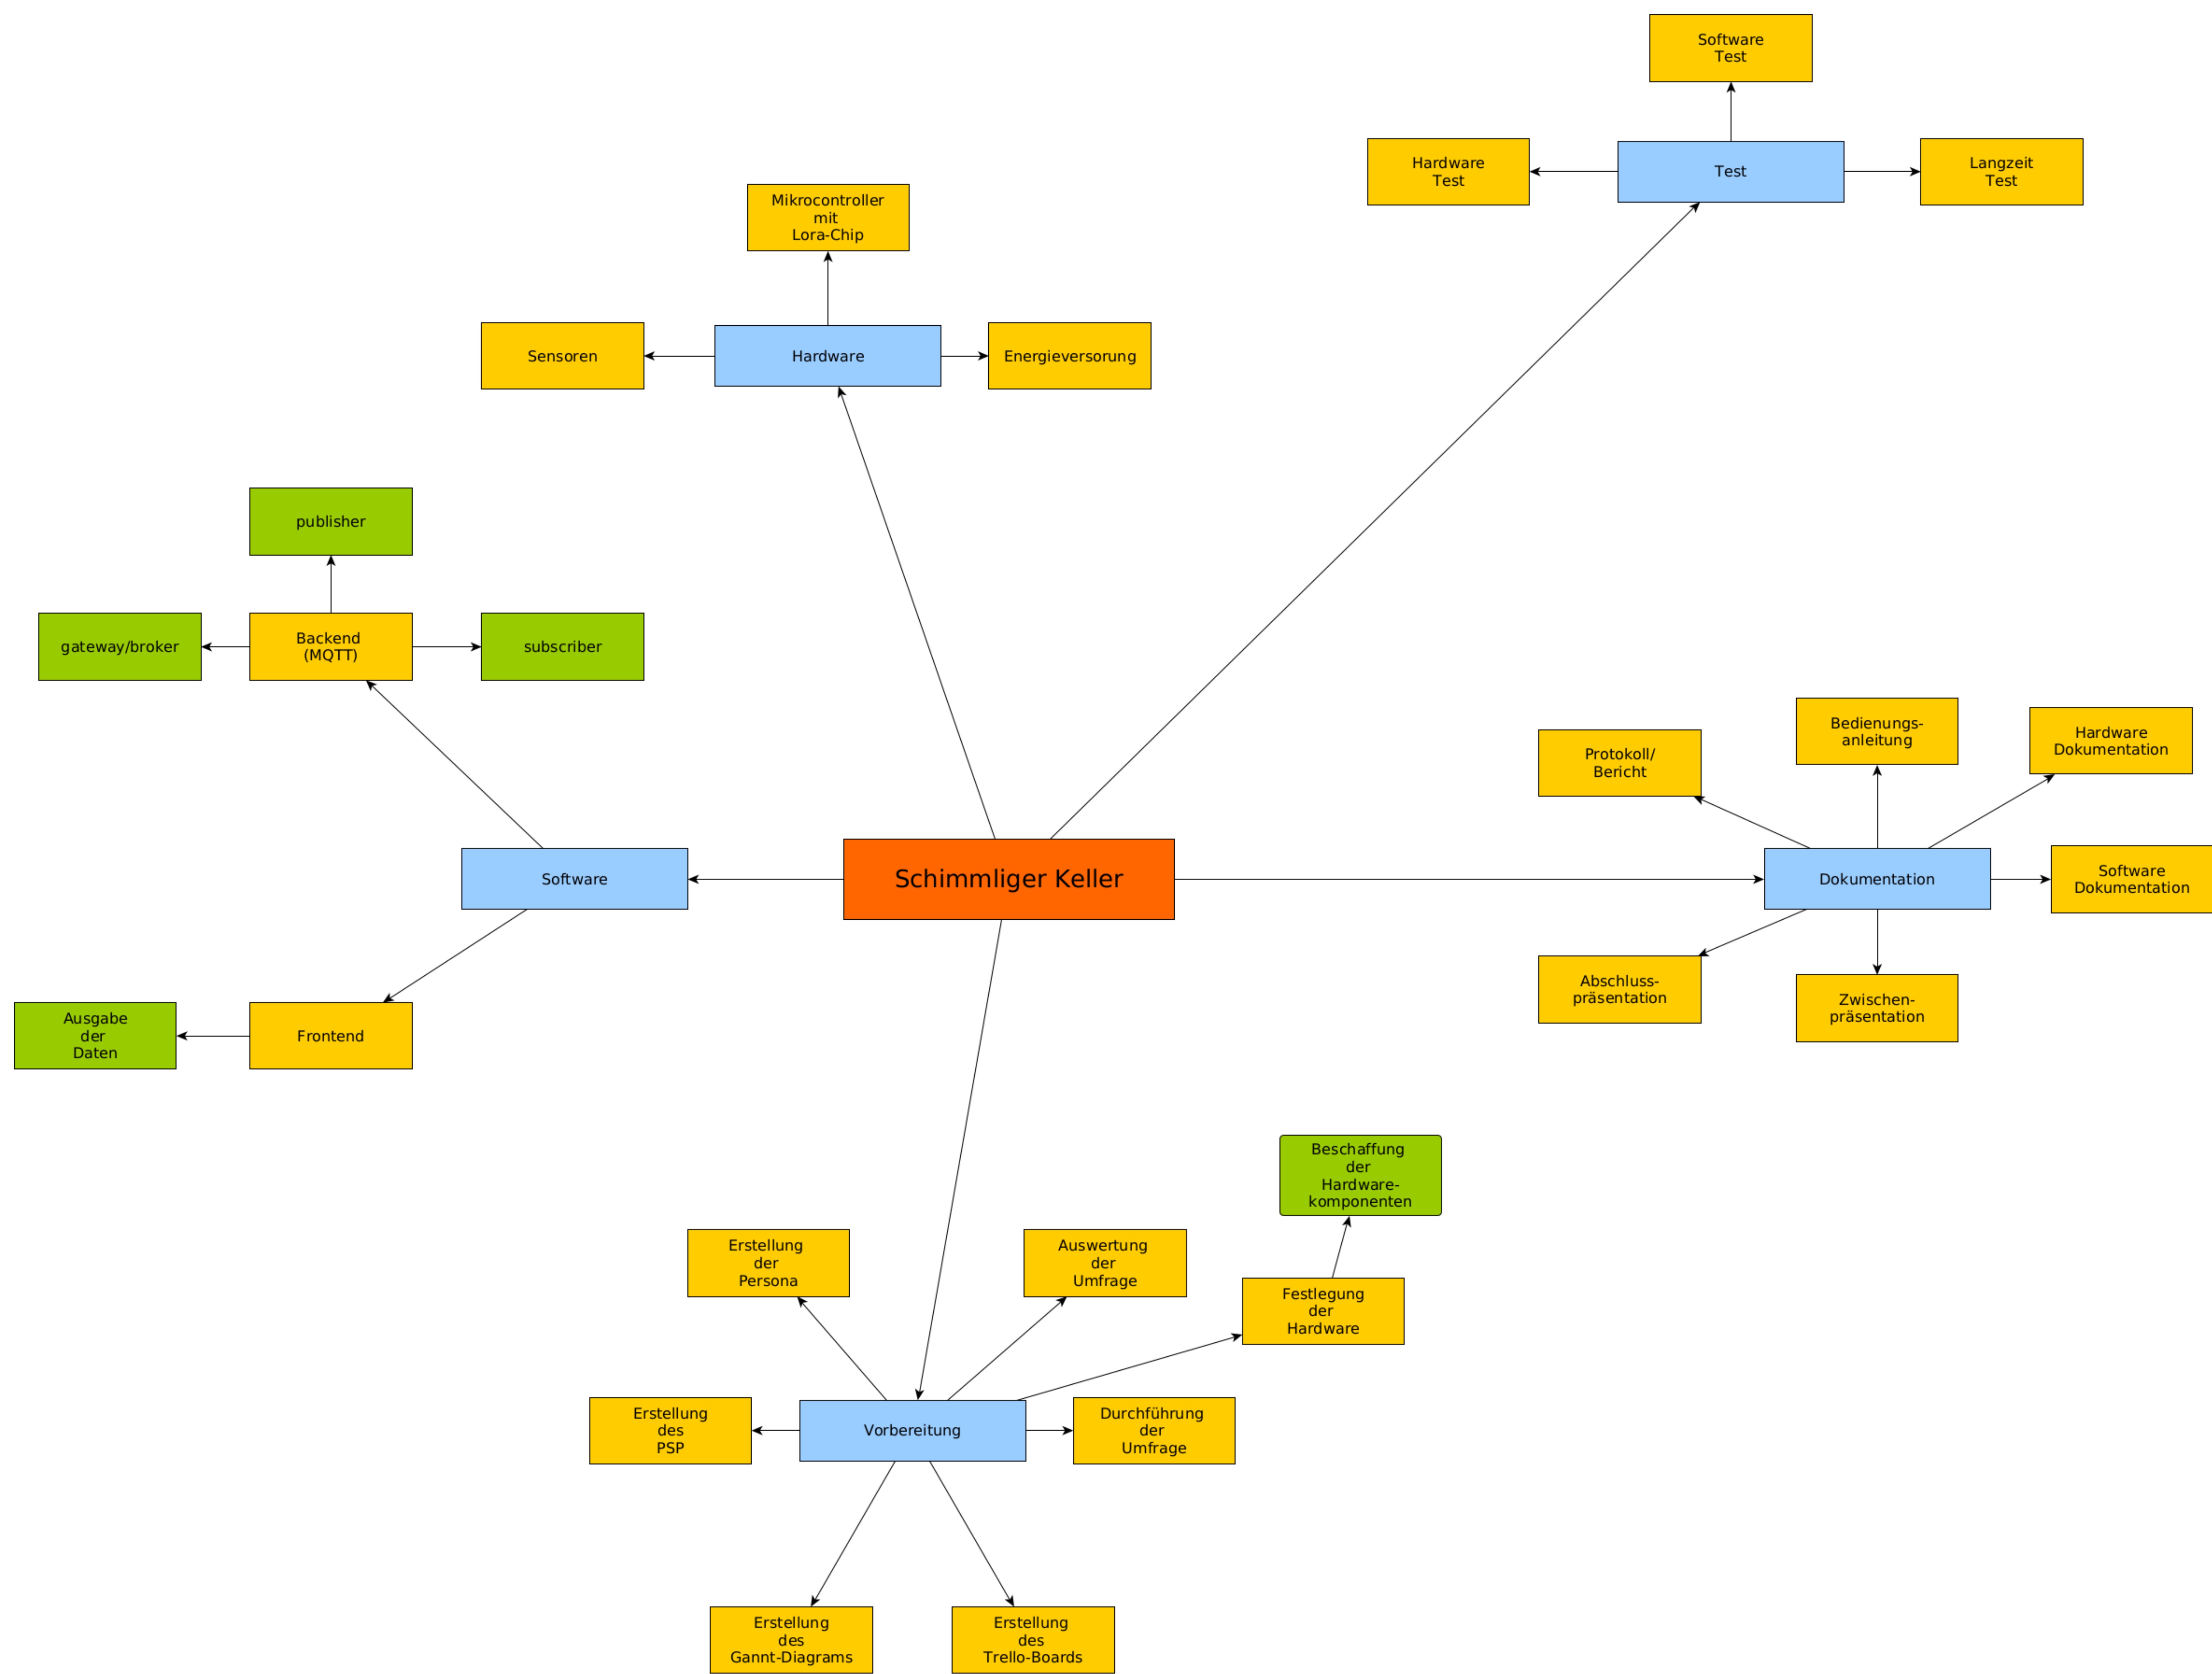 Software
Test
Hardware
Test
Test
Langzeit
Test
Mikrocontroller
mit
Lora-Chip
Sensoren
Hardware
Energieversorung
publisher
gateway/broker
Backend
(MQTT)
subscriber
Protokoll/
Bericht
Bedienungs-
anleitung
Hardware
Dokumentation
Software
Schimmliger Keller
Dokumentation
Software
Dokumentation
Abschluss-
präsentation
Zwischen-
präsentation
Ausgabe
der
Daten
Frontend
Beschaffung
der
Hardware-
komponenten
Erstellung
der
Persona
Auswertung
der
Umfrage
Festlegung
der
Hardware
Erstellung
des
PSP
Vorbereitung
Durchführung
der
Umfrage
Erstellung
des
Gannt-Diagrams
Erstellung
des
Trello-Boards